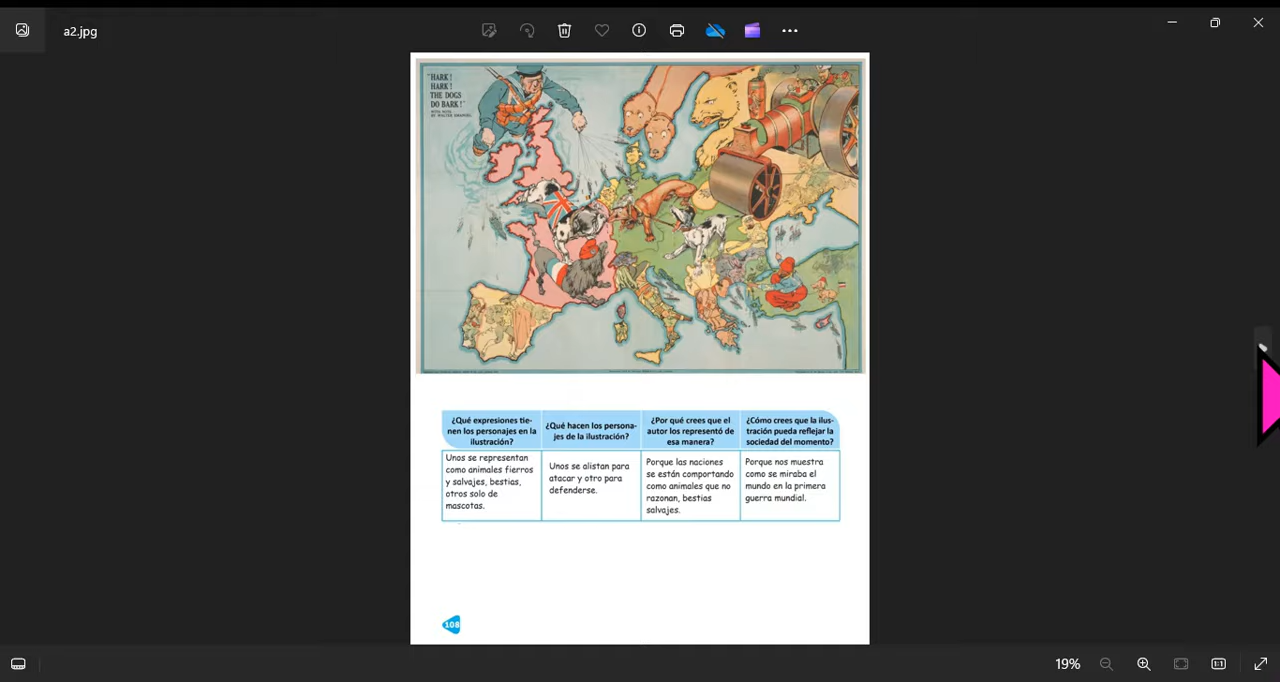 a2.jpg
"HARK!
HARK!
THE DOGS
DO BARK!"
¿Qué expresiones tie-
nen los personajes en la
ilustración?
¿Qué hacen los persona-
jes de la ilustración?
¿Por qué crees que el
autor los representó de
esa manera?
¿Cómo crees que la ilus-
tración pueda reflejar la
sociedad del momento?
Unos se representan
como animales fierros
y salvajes, bestias,
otros solo de
mascotas.
Unos se alistan para
atacar y otro para
defenderse.
Porque las naciones
se están comportando
como animales que no
razonan, bestias
salvajes.
Porque nos muestra
como se miraba el
mundo en la primera
guerra mundial.
108
19%